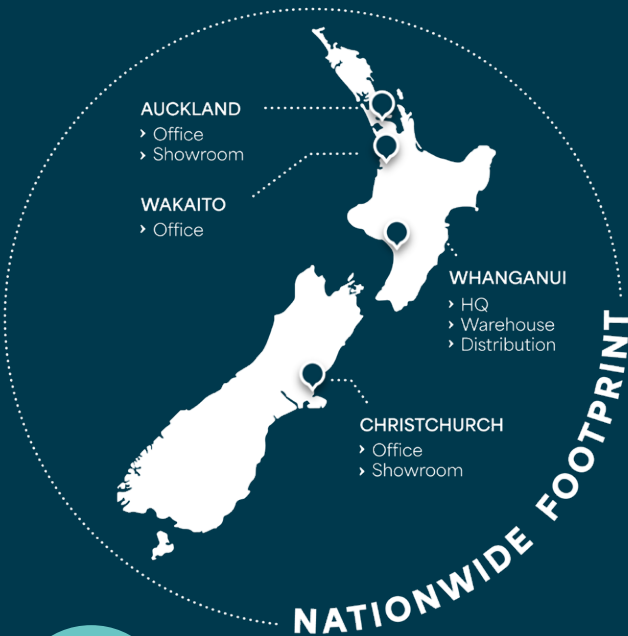 AUCKLAND
› Office
› Showroom
WAKAITO
› Office
WHANGANUI
› HQ
› Warehouse
› Distribution
CHRISTCHURCH
› Office
› Showroom
NATIONWIDE FOOTPRINT